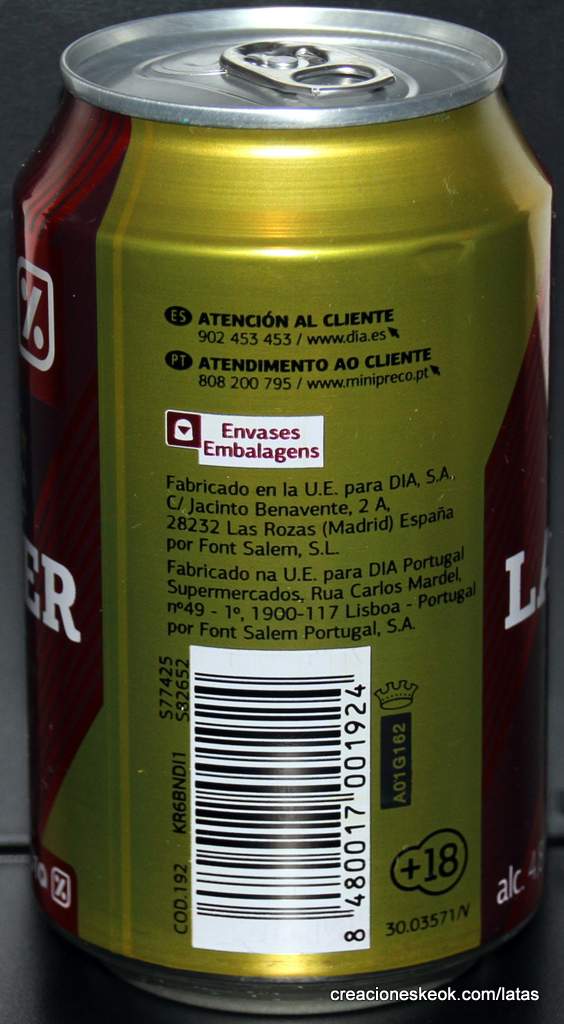 ES ATENCIÓN AL CLIENTE
902 453 453 / www.dia.es
PT ATENDIMENTO AO CLIENTE
808 200 795 / www.minipreco.pt
Envases
Embalagens
Fabricado en la U.E. para DIA, S.A.
C/ Jacinto Benavente, 2 A,
28232 Las Rozas (Madrid) España
por Font Salem, S.L.
Fabricado na U.E. para DIA Portugal
Supermercados, Rua Carlos Mardel,
nº49 - 1º, 1900-117 Lisboa - Portugal
por Font Salem Portugal, S.A.
ER
L
S77425
S32652
COD.192 KR6BNDI1
8 480017 001924
A01G162
+18
30.03571/V
alc.
%
creacioneskeok.com/latas